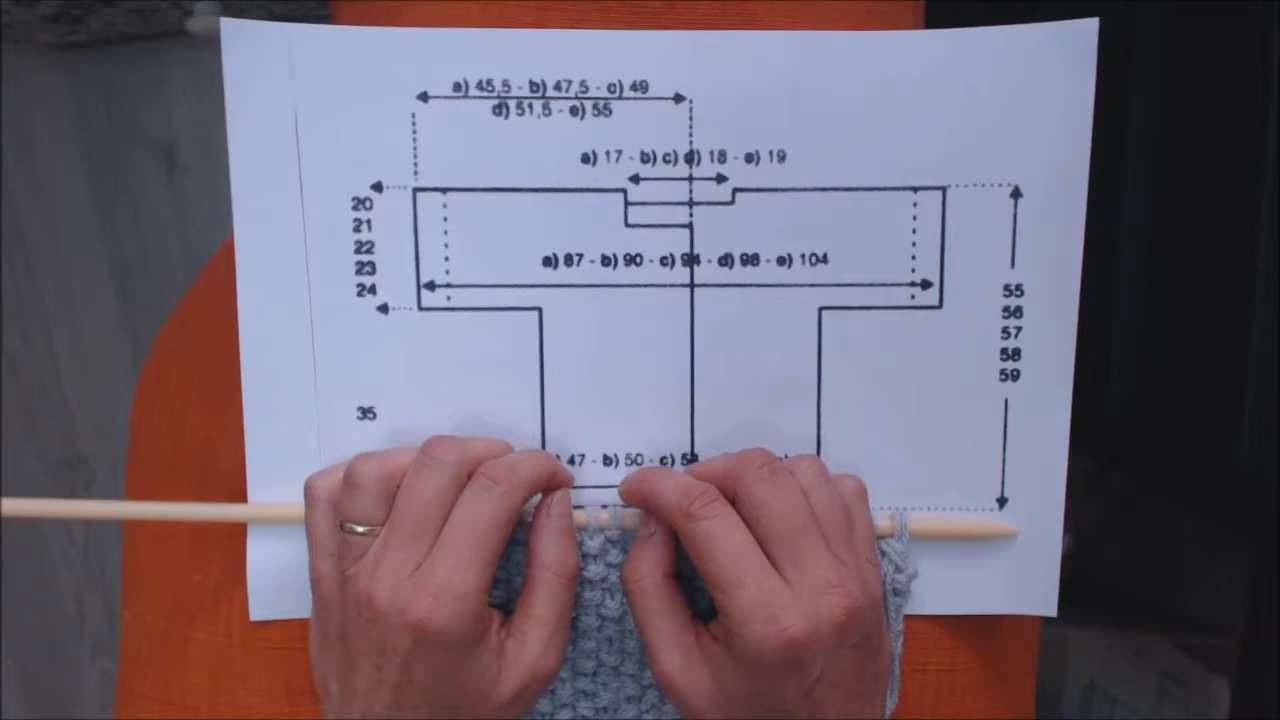 a) 45,5 - b) 47,5 - c) 49
d) 51,5 - e) 55
a) 17 - b) c) d) 18 - e) 19
20
21
22
23
24
a) 87 - b) 90 - c) 94 - d) 98 - e) 104
55
56
57
58
59
35
47 - b) 50 - c)